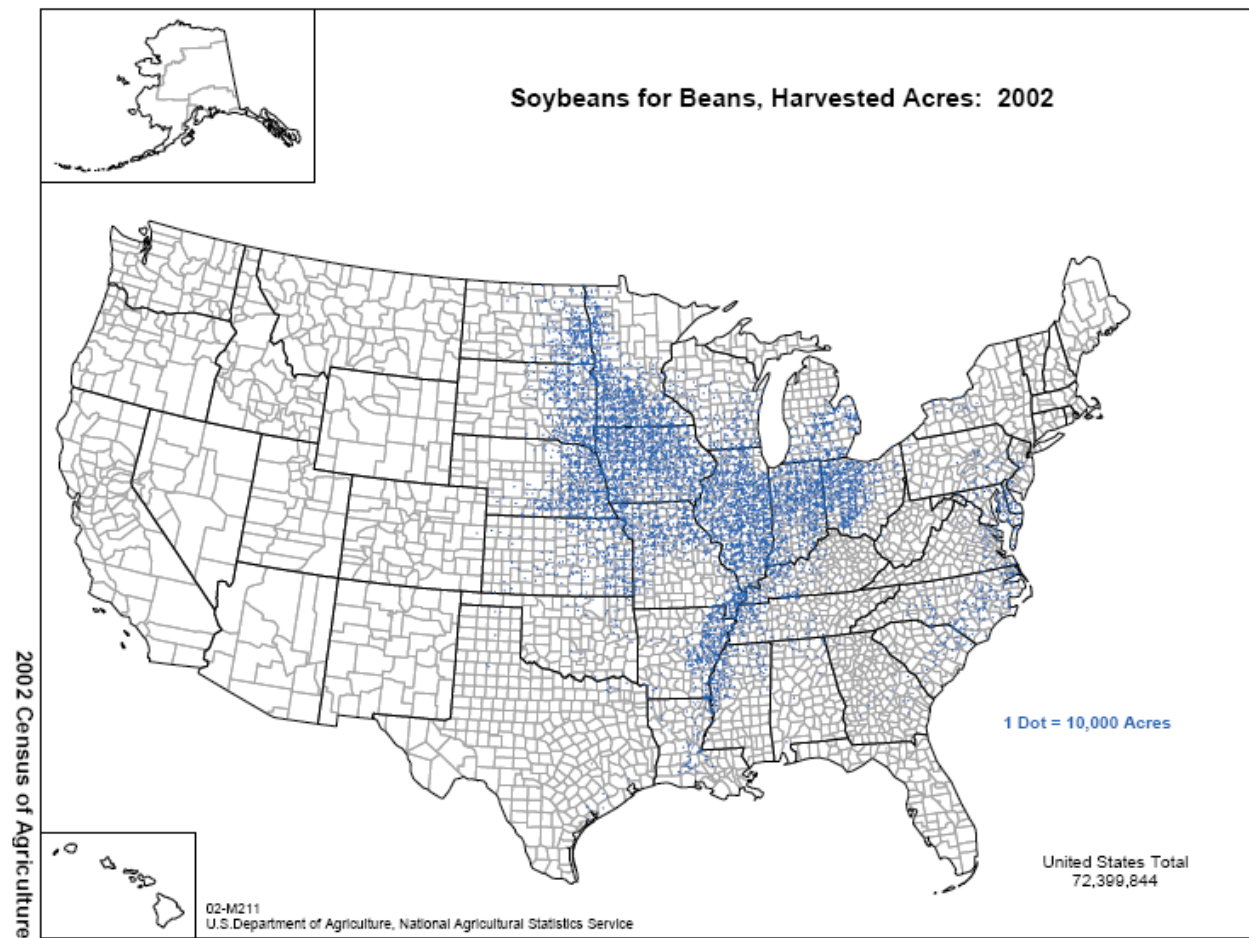 Soybeans for Beans, Harvested Acres: 2002
1 Dot = 10,000 Acres
United States Total
72,399,844
2002 Census of Agriculture
02-M211
U.S.Department of Agriculture, National Agricultural Statistics Service